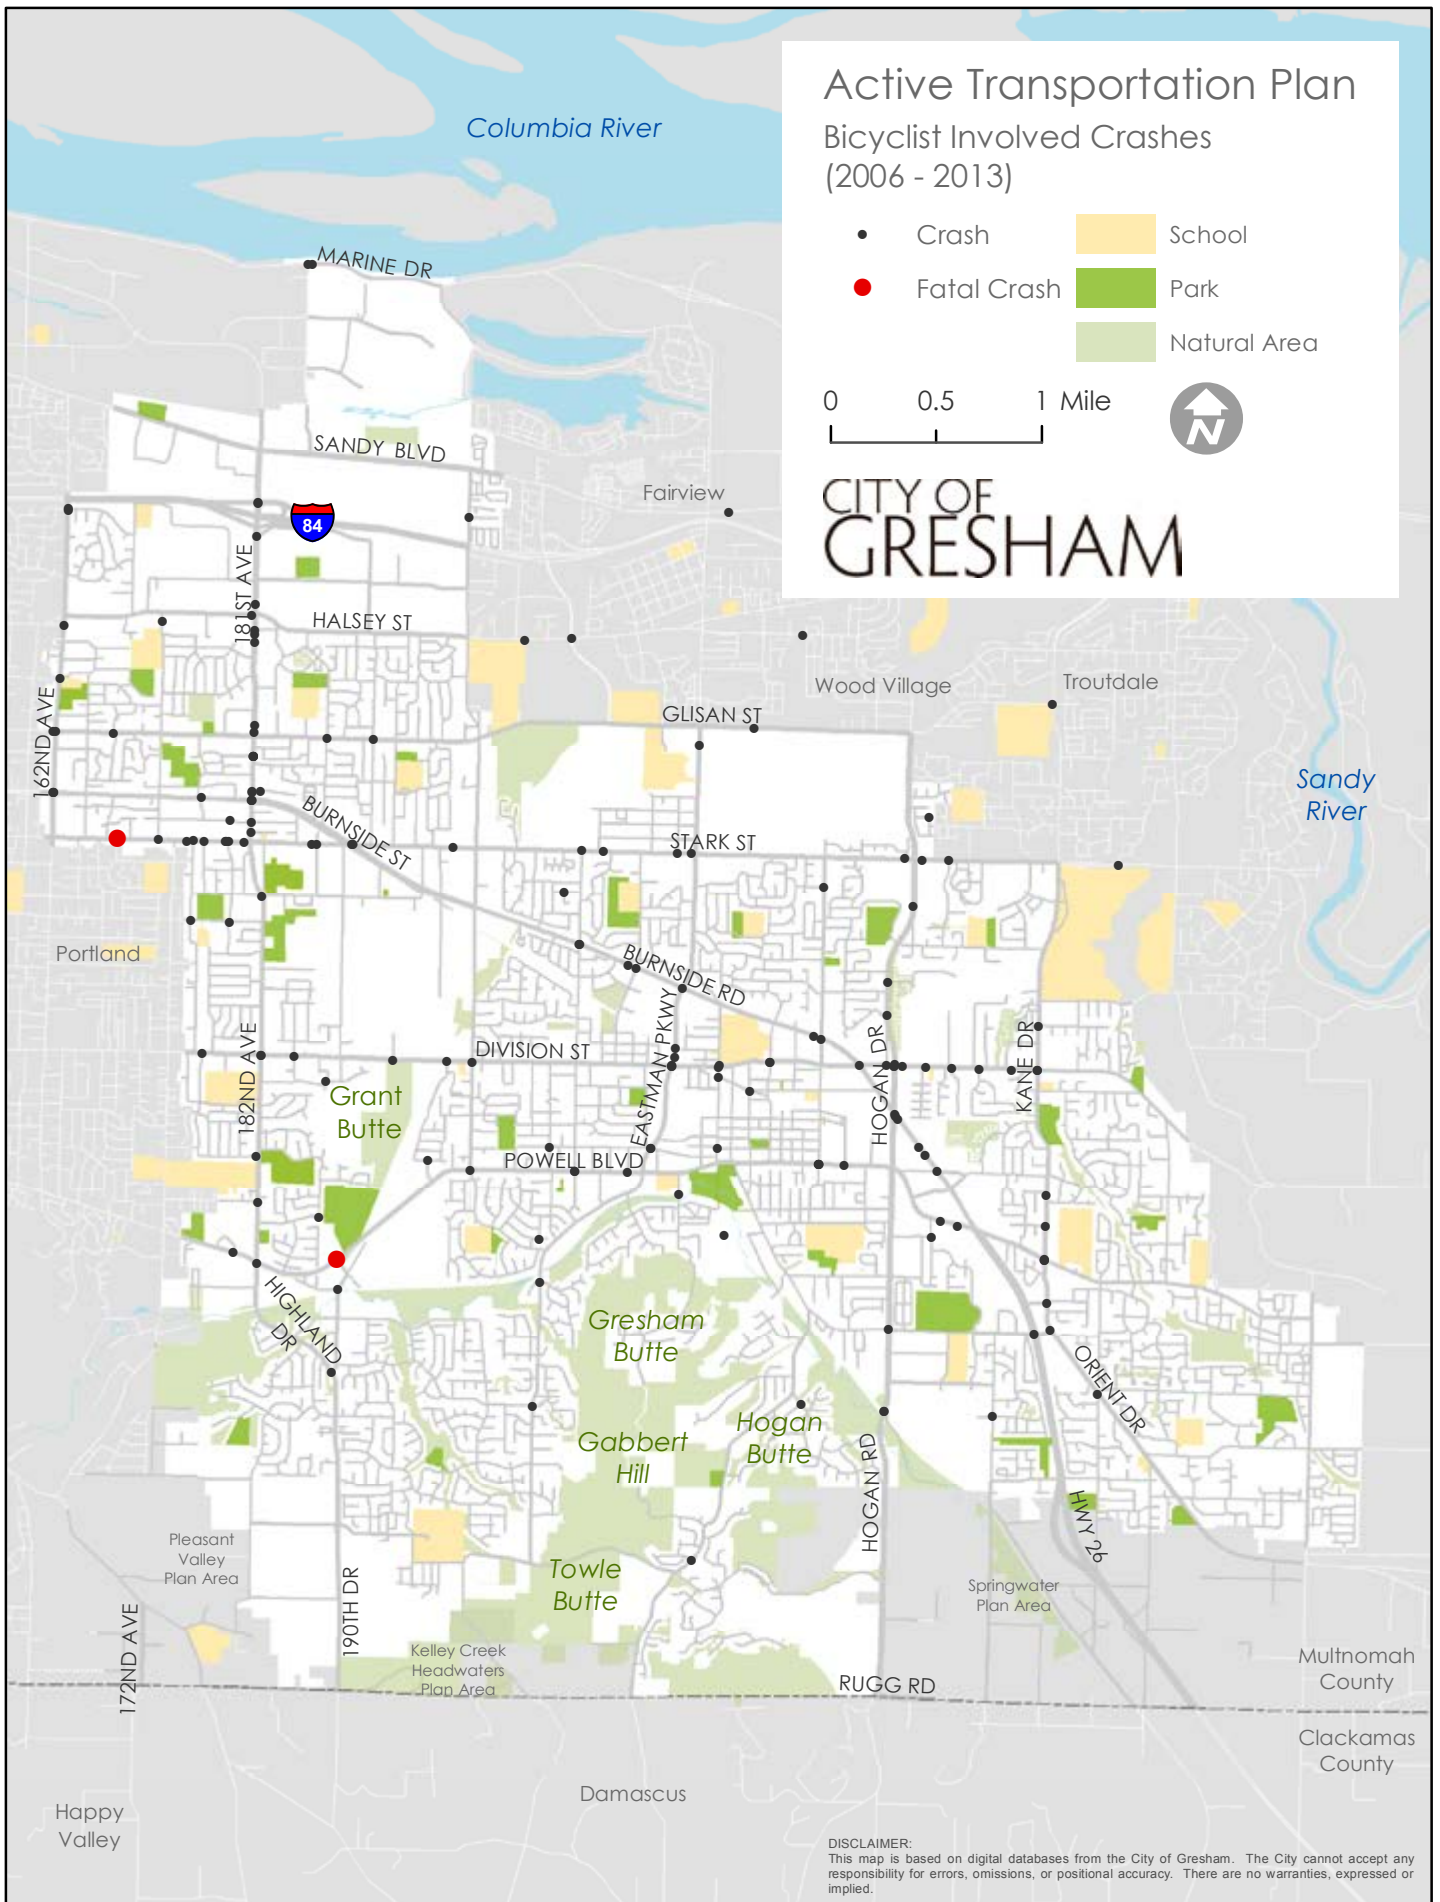 Active Transportation Plan
Bicyclist Involved Crashes
(2006 - 2013)
Crash
School
Fatal Crash
Park
Natural Area
0 0.5 1 Mile
N
CITY OF
GRESHAM
Columbia River
MARINE DR
SANDY BLVD
Fairview
84
181ST AVE
HALSEY ST
Wood Village
Troutdale
162ND AVE
GLISAN ST
Sandy
River
BURNSIDE ST
STARK ST
Portland
BURNSIDE RD
EASTMAN PKWY
182ND AVE
DIVISION ST
HOGAN DR
KANE DR
Grant
Butte
POWELL BLVD
HIGHLAND
DR
Gresham
Butte
ORIENT DR
Hogan
Butte
Gabbert
Hill
HOGAN RD
HWY 26
Pleasant
Valley
Plan Area
Towle
Butte
Springwater
Plan Area
190TH DR
172ND AVE
Kelley Creek
Headwaters
Plan Area
RUGG RD
Multnomah
County
Clackamas
County
Damascus
Happy
Valley
DISCLAIMER:
This map is based on digital databases from the City of Gresham. The City cannot accept any
responsibility for errors, omissions, or positional accuracy. There are no warranties, expressed or
implied.